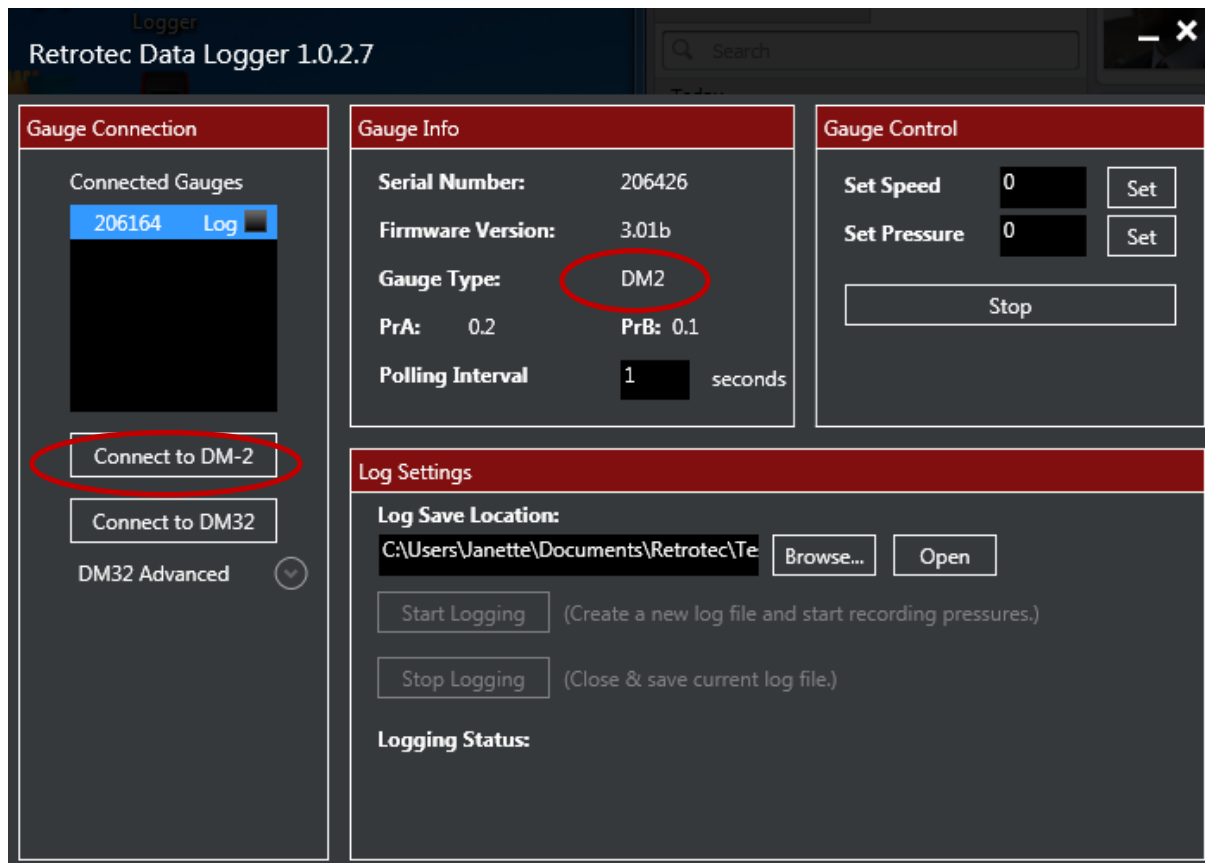 Logger
Retrotec Data Logger 1.0.2.7
Search
Today
Gauge Connection
Connected Gauges
206164 Log
Connect to DM-2
Connect to DM32
DM32 Advanced
Gauge Info
Serial Number: 206426
Firmware Version: 3.01b
Gauge Type: DM2
PrA: 0.2 PrB: 0.1
Polling Interval 1 seconds
Gauge Control
Set Speed 0 Set
Set Pressure 0 Set
Stop
Log Settings
Log Save Location:
C:\Users\Janette\Documents\Retrotec\Te Browse... Open
Start Logging (Create a new log file and start recording pressures.)
Stop Logging (Close & save current log file.)
Logging Status: